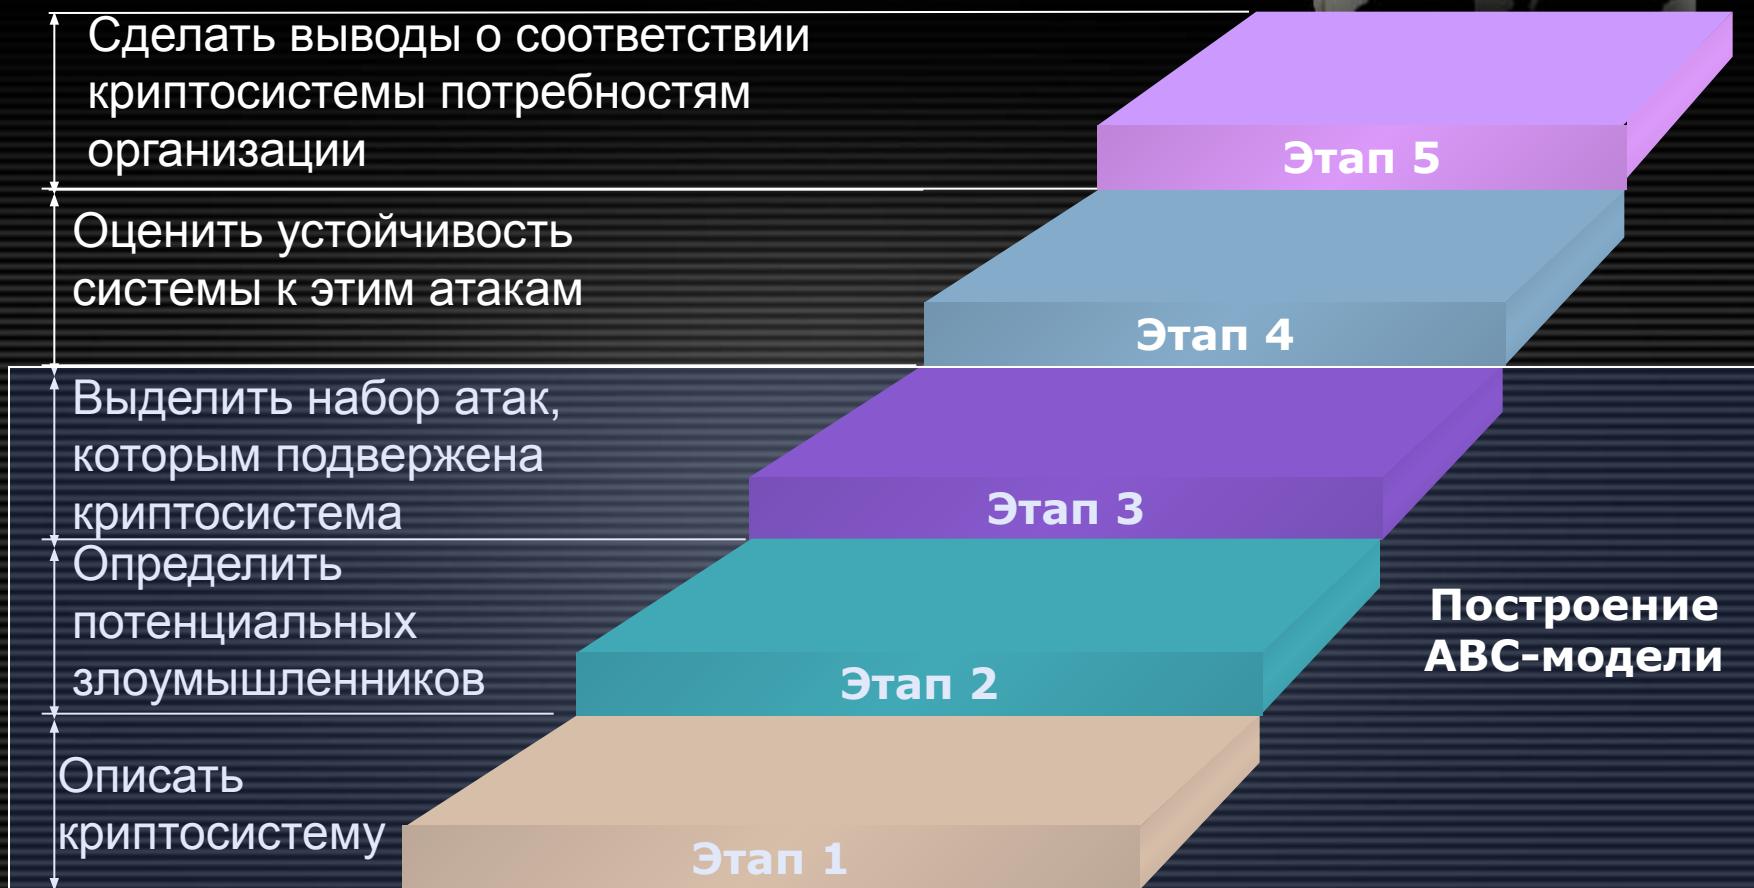 Сделать выводы о соответствии
криптосистемы потребностям
организации
Этап 5
Оценить устойчивость
системы к этим атакам
Этап 4
Выделить набор атак,
которым подвержена
криптосистема
Этап 3
Определить
потенциальных
злоумышленников
Этап 2
Построение
АВС-модели
Описать
криптосистему
Этап 1